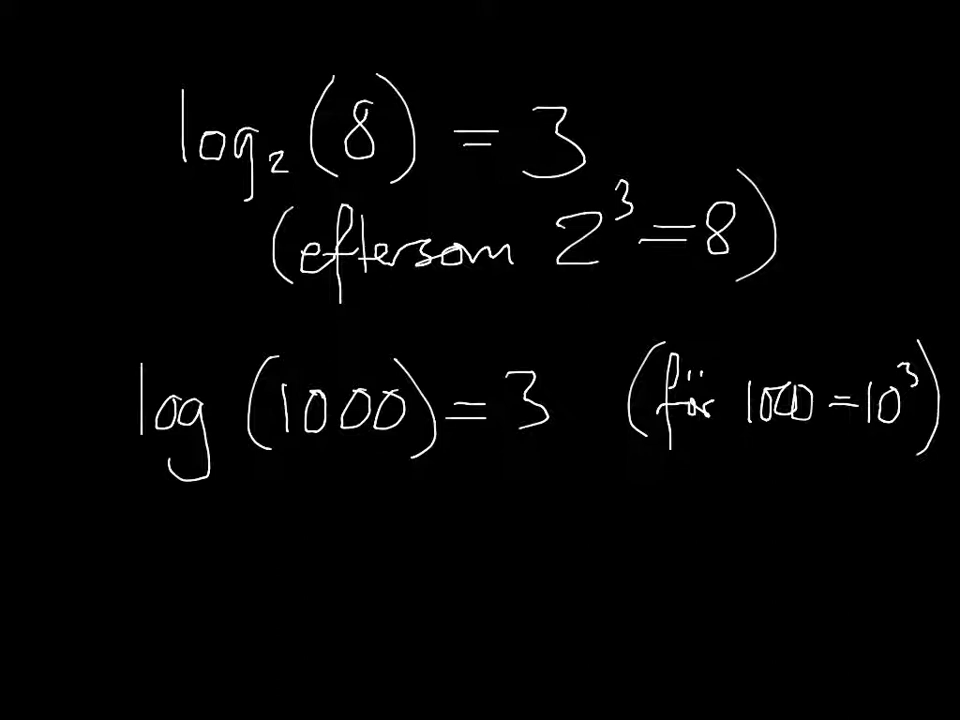 log₂(8) = 3
(eftersom 2³ = 8)
log (1000) = 3 (för 1000 = 10³)